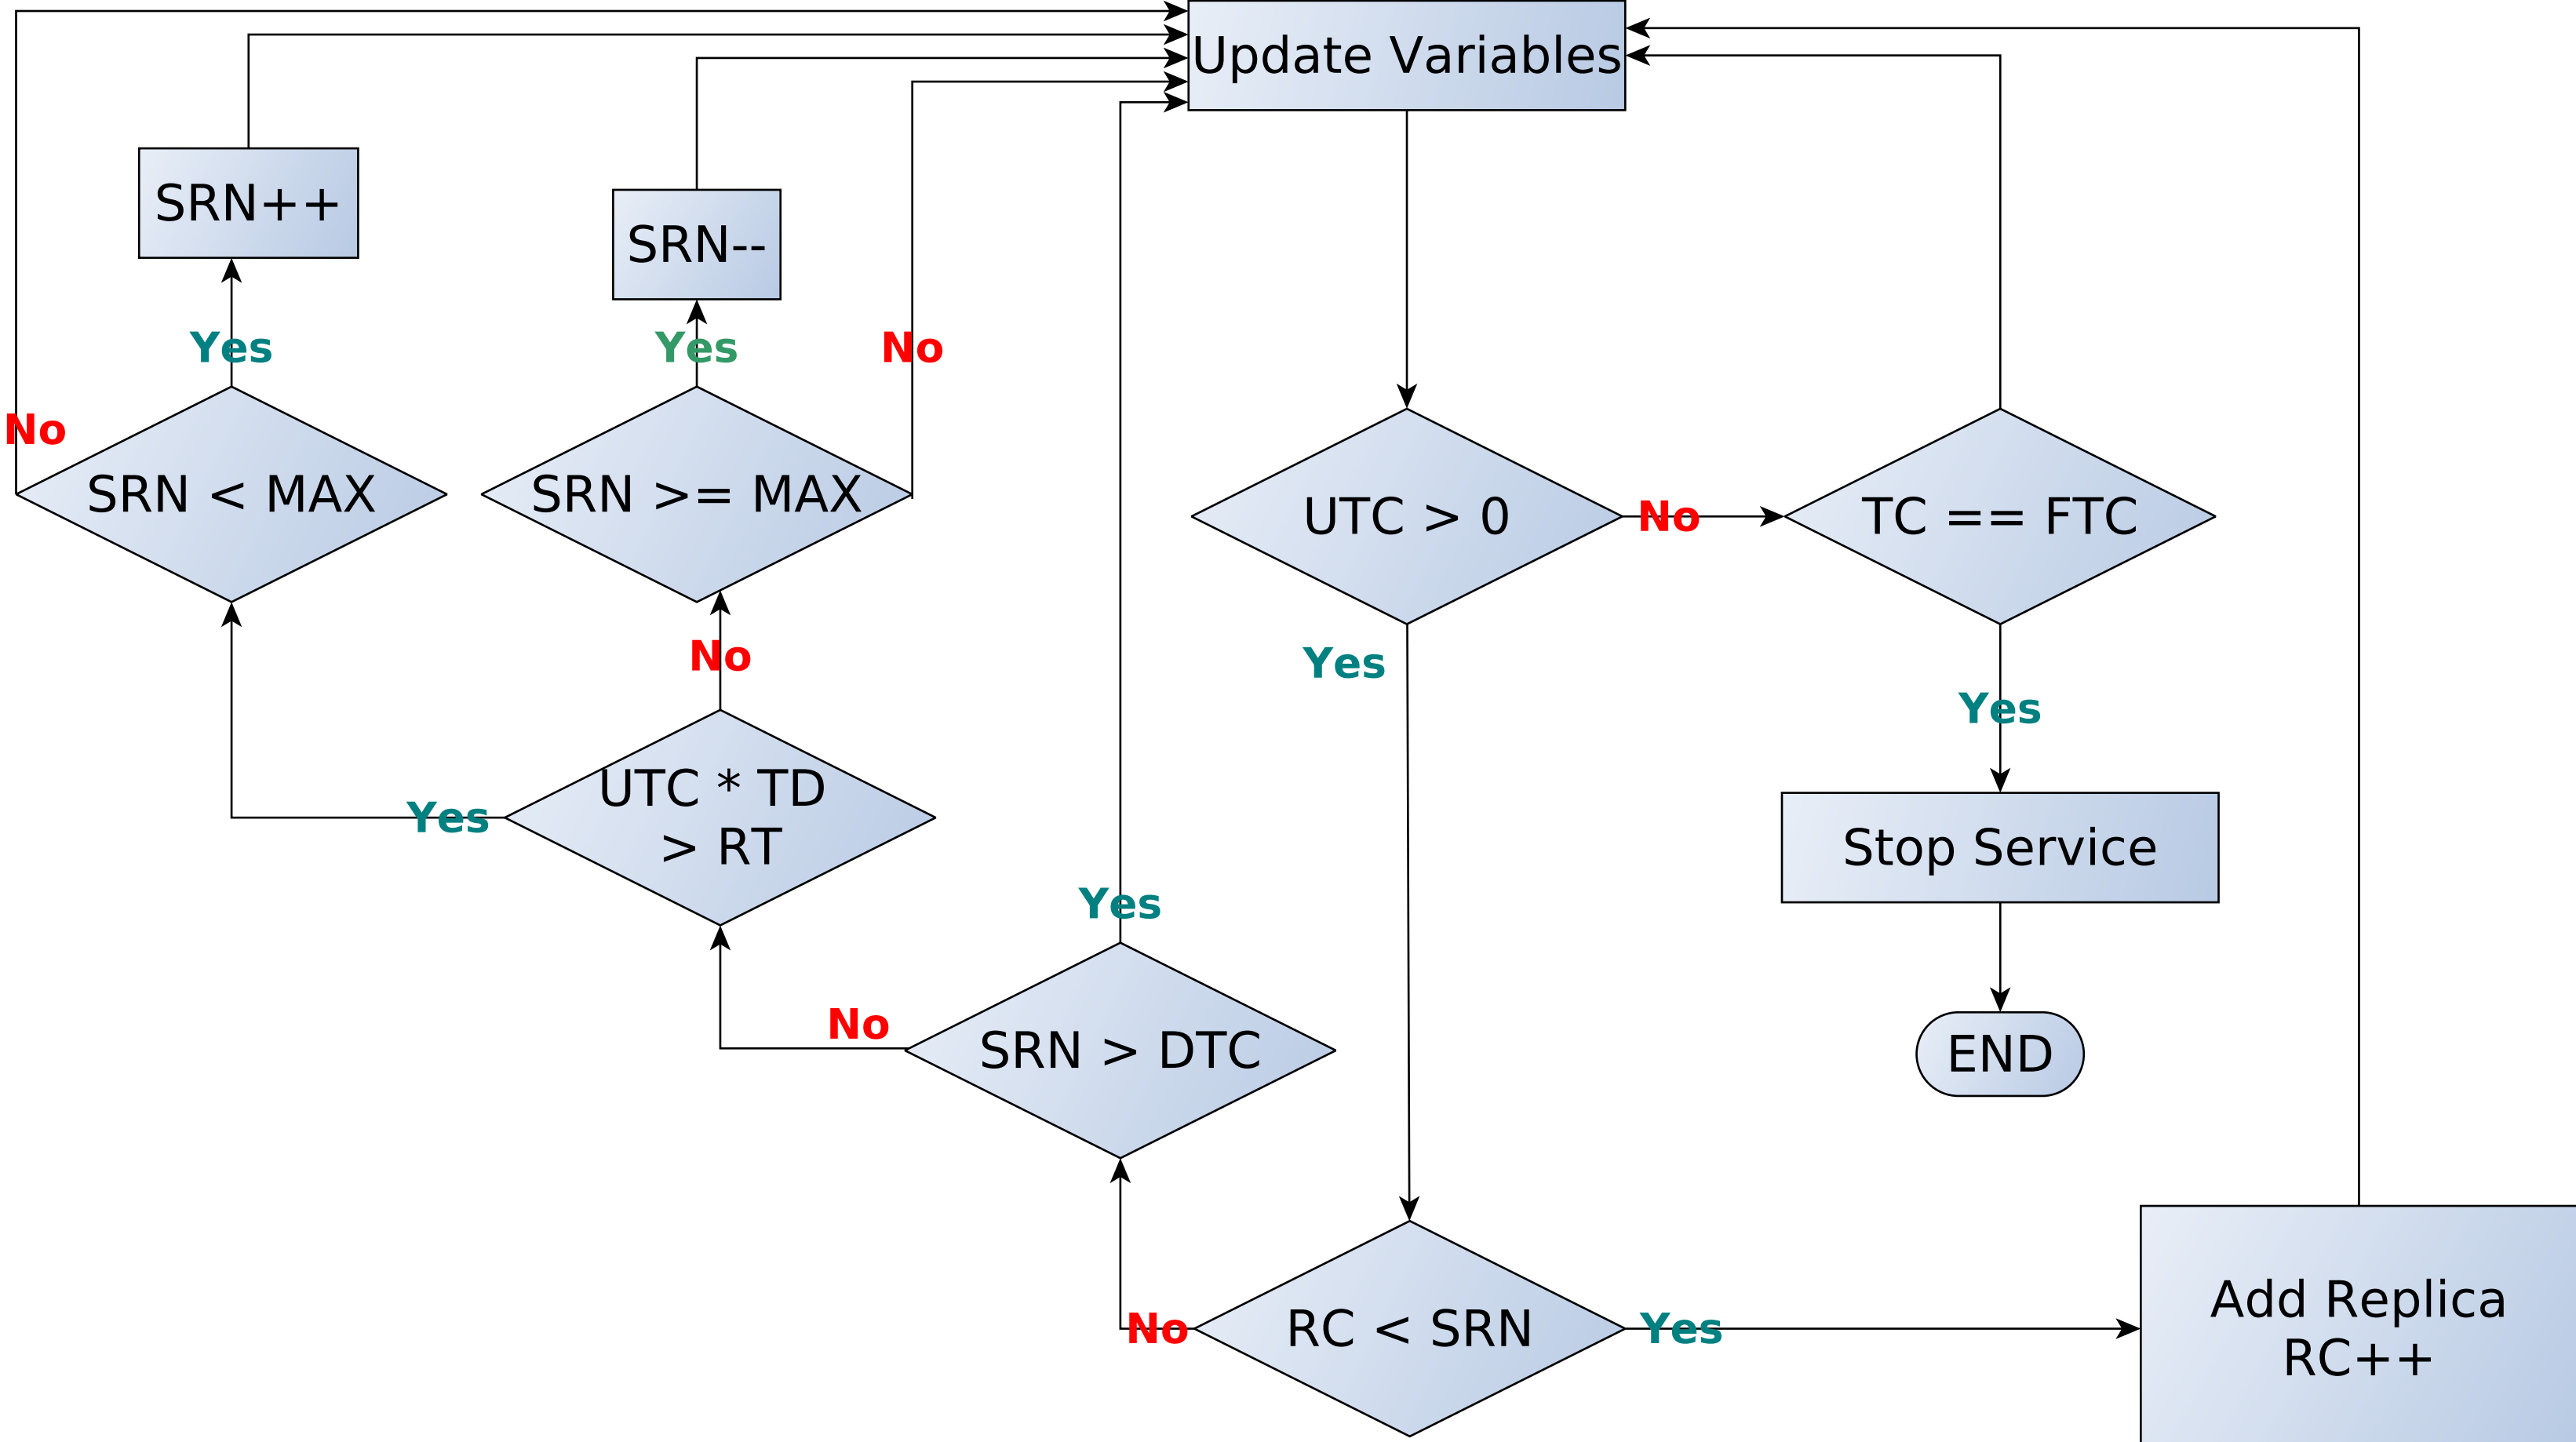 Update Variables
SRN++
SRN--
Yes
Yes
No
No
SRN < MAX
SRN >= MAX
UTC > 0
No
TC == FTC
No
Yes
Yes
UTC * TD
> RT
Yes
Stop Service
Yes
No
SRN > DTC
END
No
RC < SRN
Yes
Add Replica
RC++